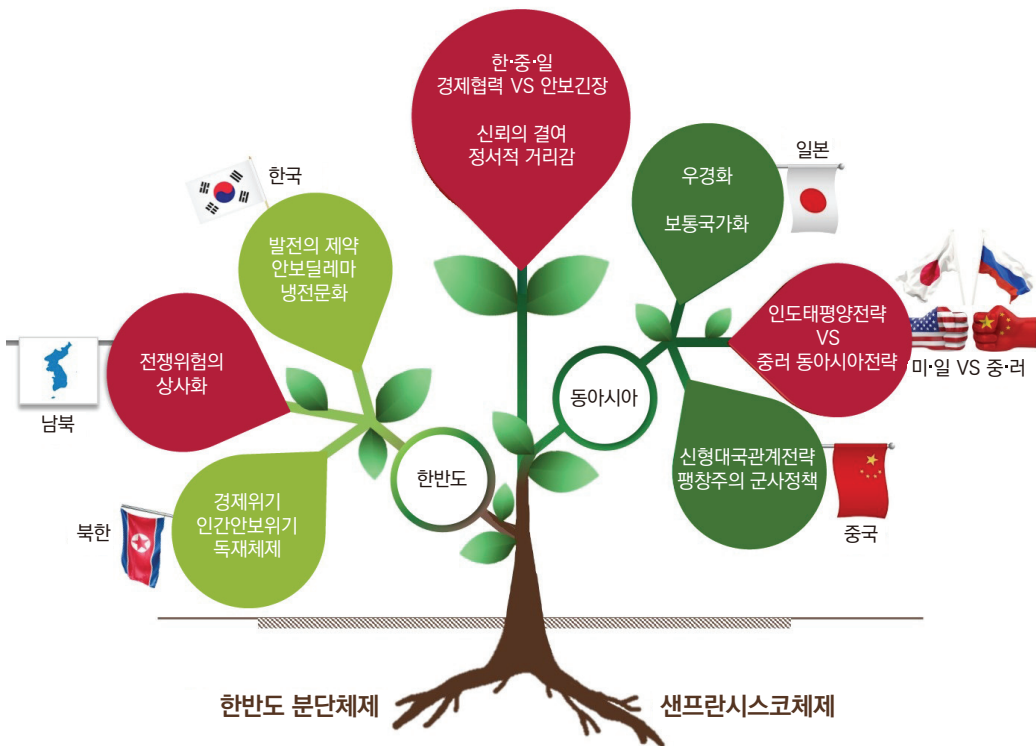 한·중·일
경제협력 VS 안보긴장
신뢰의 결여
정서적 거리감
한국
발전의 제약
안보딜레마
냉전문화
전쟁위험의
상사화
남북
경제위기
인간안보위기
독재체제
북한
한반도
동아시아
일본
우경화
보통국가화
인도태평양전략
VS
중러 동아시아전략
미·일 VS 중·러
신형대국관계전략
팽창주의 군사정책
중국
한반도 분단체제
샌프란시스코체제